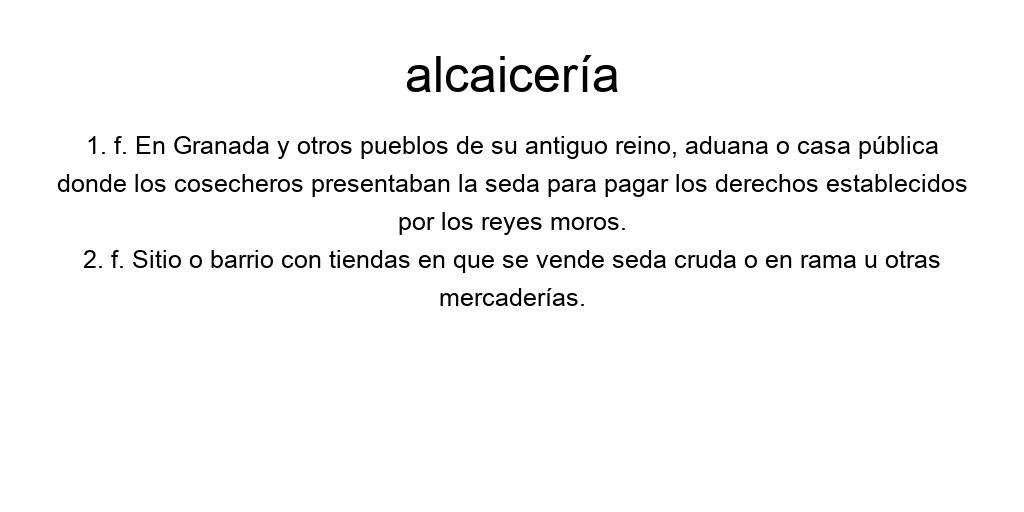 alcaicería
1. f. En Granada y otros pueblos de su antiguo reino, aduana o casa pública
donde los cosecheros presentaban la seda para pagar los derechos establecidos
por los reyes moros.
2. f. Sitio o barrio con tiendas en que se vende seda cruda o en rama u otras
mercaderías.